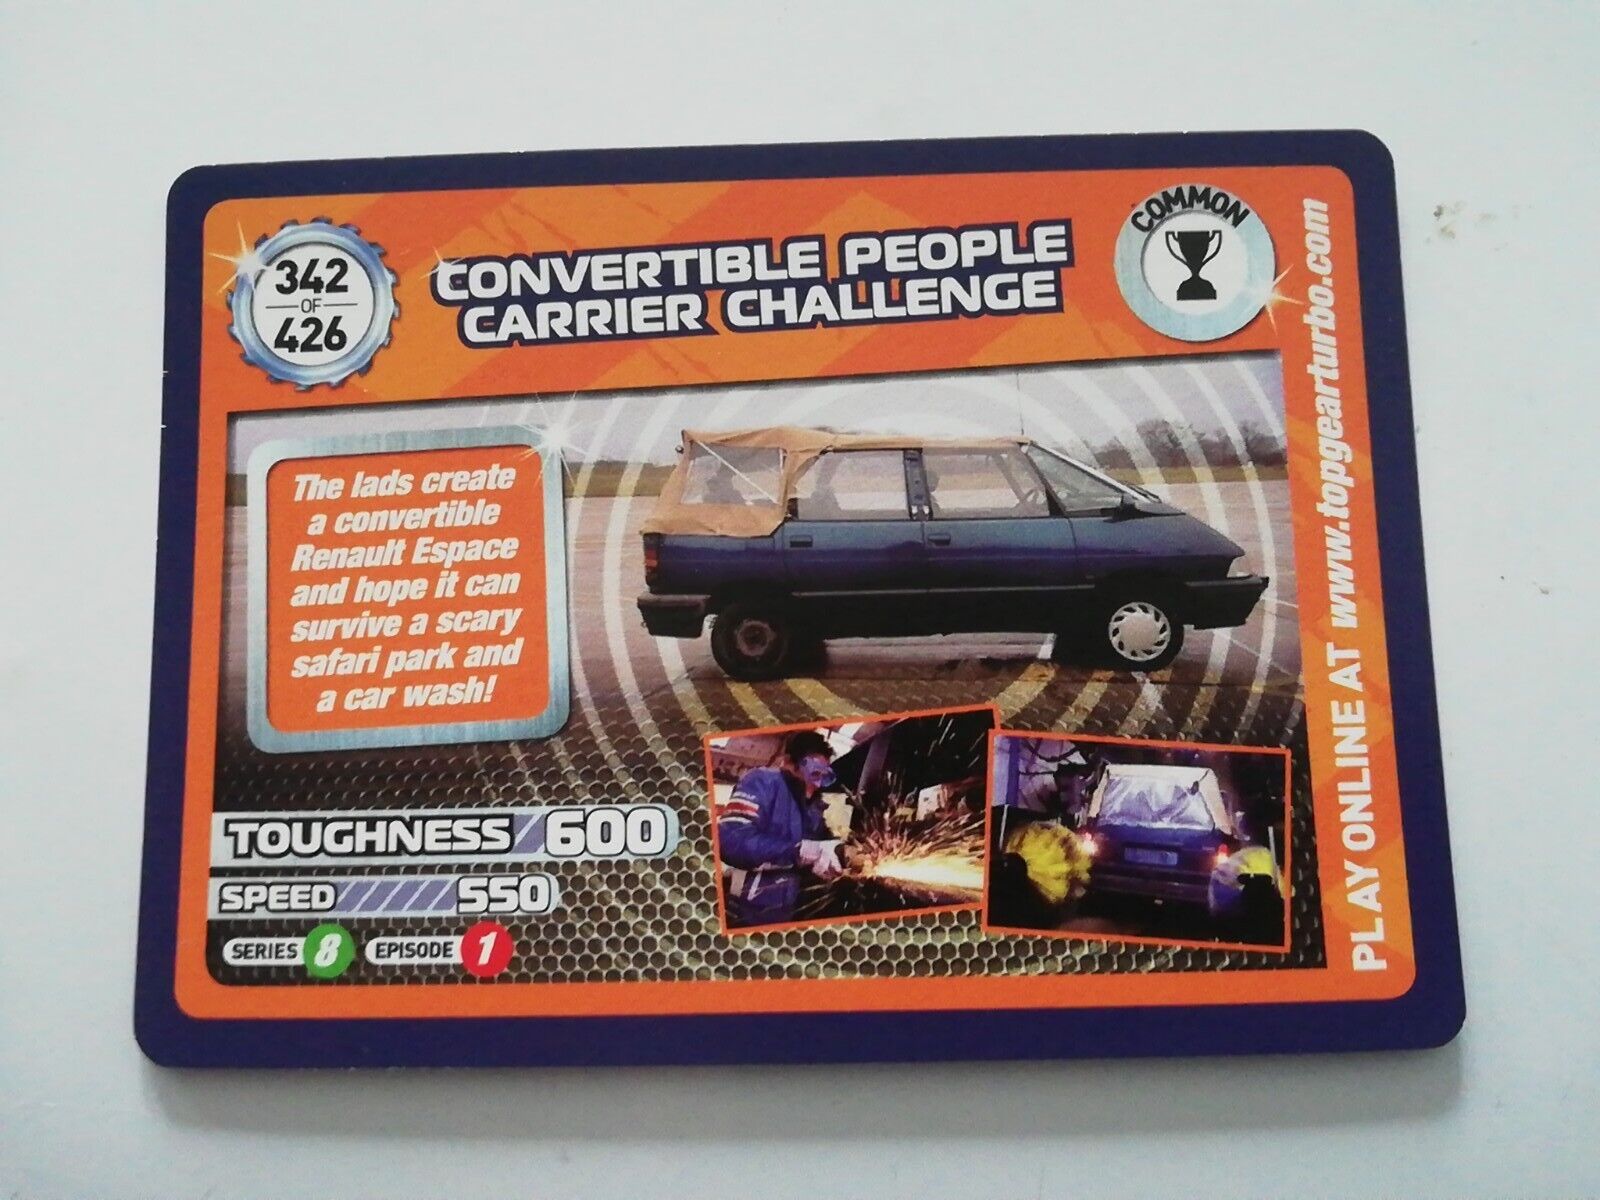 342
OF
426
CONVERTIBLE PEOPLE
CARRIER CHALLENGE
COMMON
The lads create
a convertible
Renault Espace
and hope it can
survive a scary
safari park and
a car wash!
TOUGHNESS 600
SPEED 550
SERIES 8 EPISODE 1
PLAY ONLINE AT www.topgearturbo.com